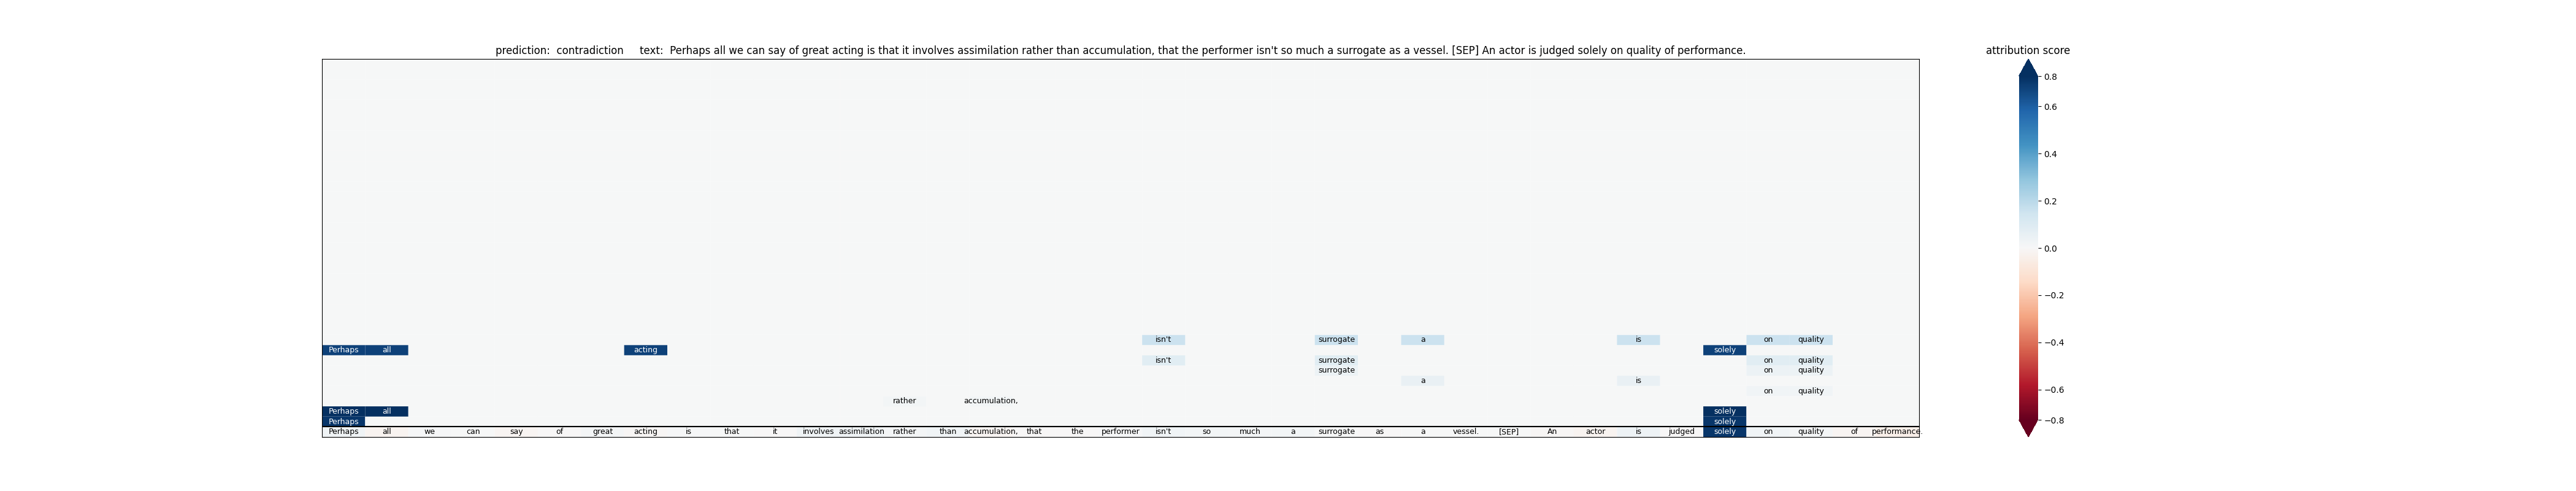 prediction:  contradiction     text:  Perhaps all we can say of great acting is that it involves assimilation rather than accumulation, that the performer isn't so much a surrogate as a vessel. [SEP] An actor is judged solely on quality of performance.
attribution score
0.8
0.6
0.4
0.2
0.0
−0.2
−0.4
−0.6
−0.8
isn't surrogate a is on quality
Perhaps all acting solely
isn't surrogate on quality
surrogate on quality
a is
on quality
rather accumulation,
Perhaps all solely
Perhaps solely
Perhaps all we can say of great acting is that it involves assimilation rather than accumulation, that the performer isn't so much a surrogate as a vessel. [SEP] An actor is judged solely on quality of performance.